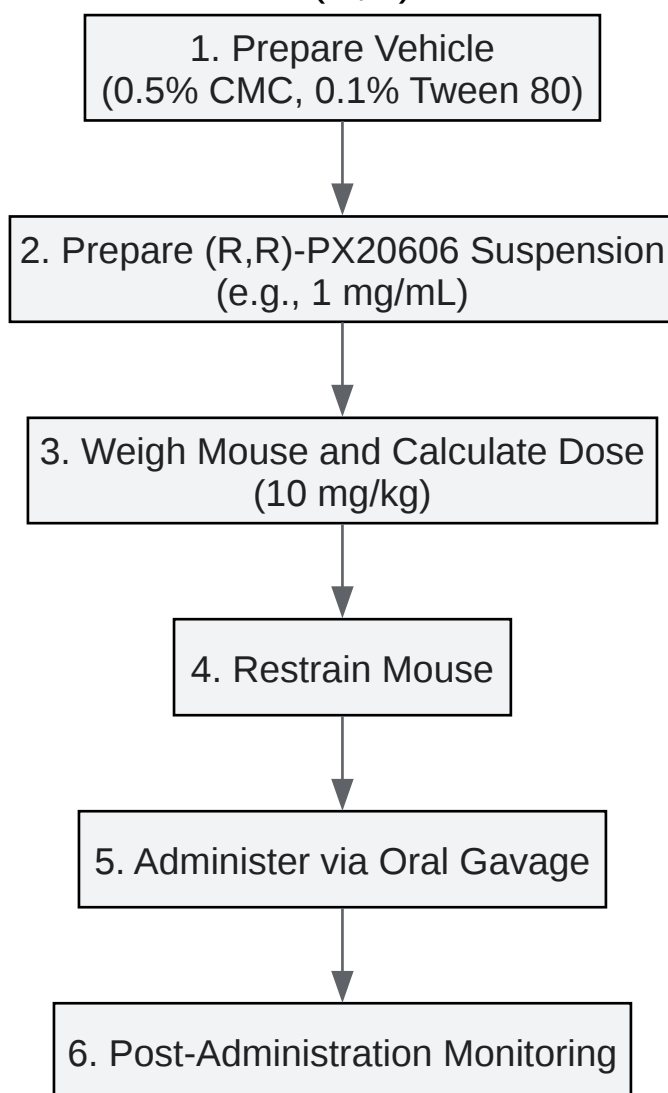 1. Prepare Vehicle
(0.5% CMC, 0.1% Tween 80)
2. Prepare (R,R)-PX20606 Suspension
(e.g., 1 mg/mL)
3. Weigh Mouse and Calculate Dose
(10 mg/kg)
4. Restrain Mouse
5. Administer via Oral Gavage
6. Post-Administration Monitoring